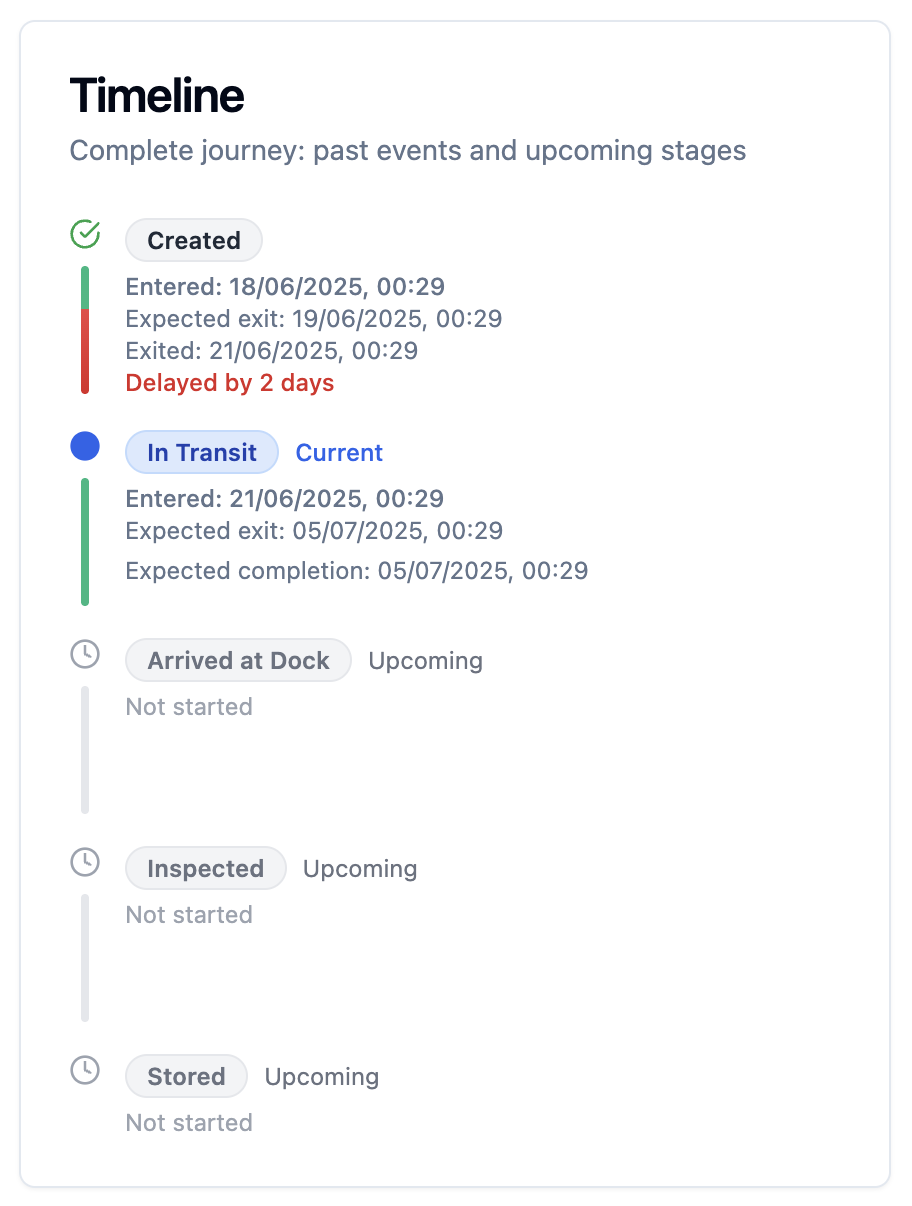 Timeline
Complete journey: past events and upcoming stages
Created
Entered: 18/06/2025, 00:29
Expected exit: 19/06/2025, 00:29
Exited: 21/06/2025, 00:29
Delayed by 2 days
In Transit Current
Entered: 21/06/2025, 00:29
Expected exit: 05/07/2025, 00:29
Expected completion: 05/07/2025, 00:29
Arrived at Dock Upcoming
Not started
Inspected Upcoming
Not started
Stored Upcoming
Not started